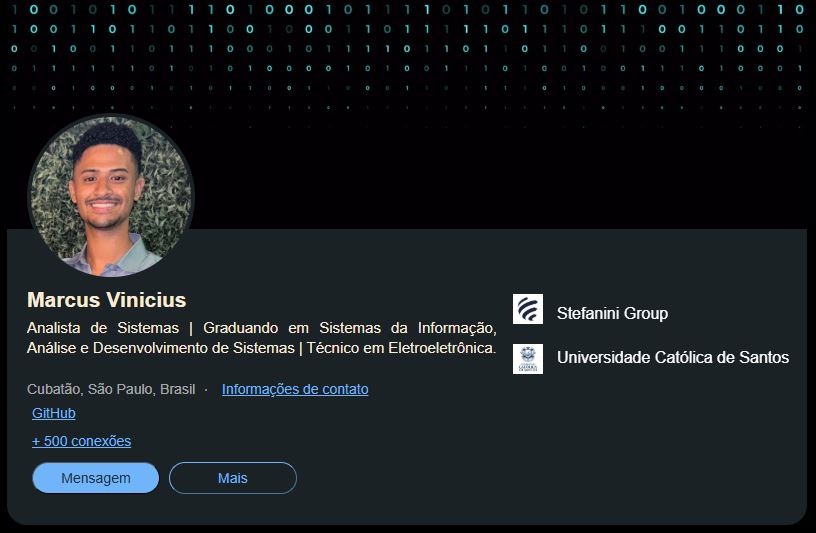 Marcus Vinicius
Analista de Sistemas | Graduando em Sistemas da Informação,
Análise e Desenvolvimento de Sistemas | Técnico em Eletroeletrônica.
Cubatão, São Paulo, Brasil · Informações de contato
GitHub
+ 500 conexões
Mensagem
Mais
Stefanini Group
Universidade Católica de Santos